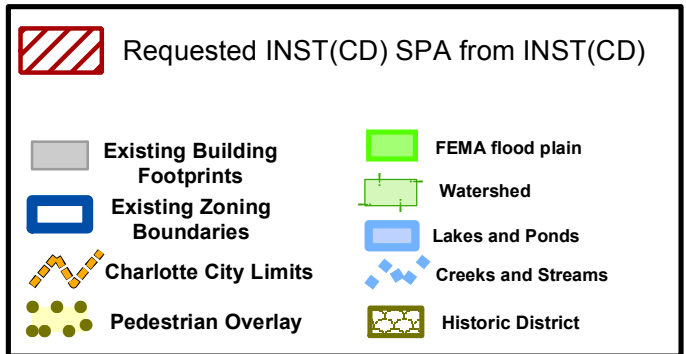 Requested INST(CD) SPA from INST(CD)
Existing Building
Footprints
Existing Zoning
Boundaries
Charlotte City Limits
Pedestrian Overlay
FEMA flood plain
Watershed
Lakes and Ponds
Creeks and Streams
Historic District